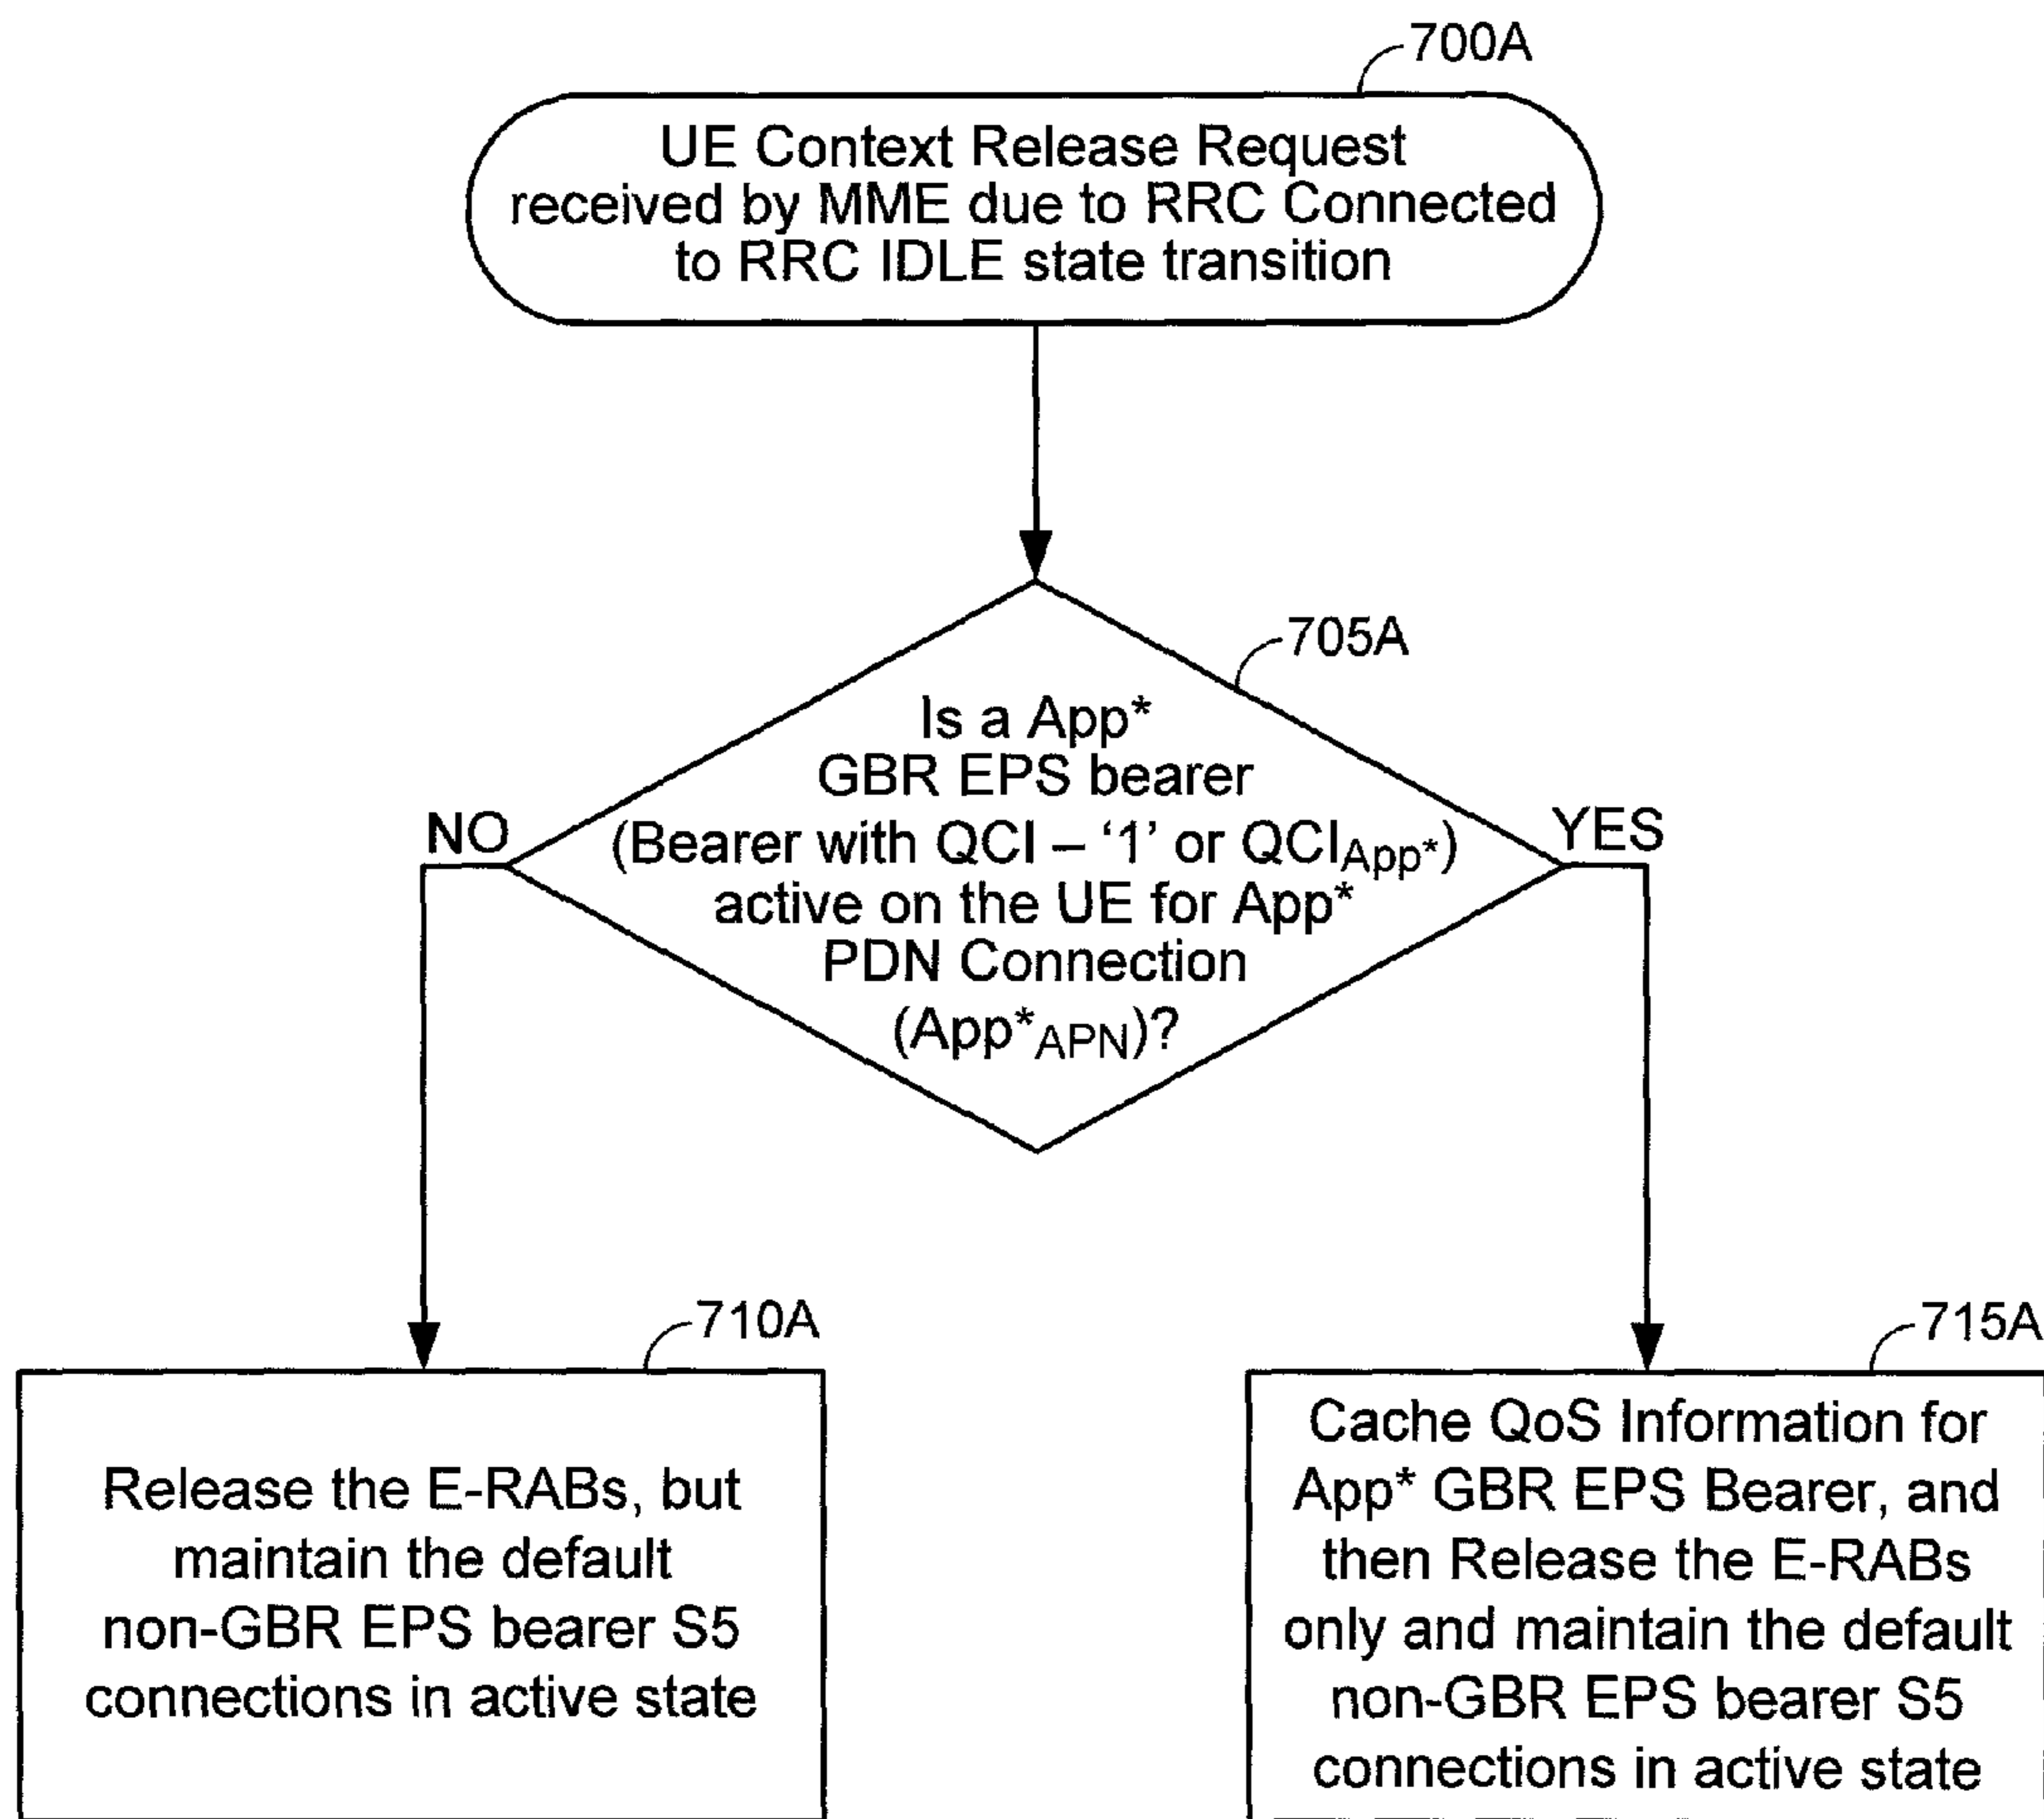 700A
UE Context Release Request
received by MME due to RRC Connected
to RRC IDLE state transition
705A
Is a App*
GBR EPS bearer
(Bearer with QCI – ‘1’ or QCIApp*)
active on the UE for App*
PDN Connection
(App*APN)?
NO
YES
710A
Release the E-RABs, but
maintain the default
non-GBR EPS bearer S5
connections in active state
715A
Cache QoS Information for
App* GBR EPS Bearer, and
then Release the E-RABs
only and maintain the default
non-GBR EPS bearer S5
connections in active state